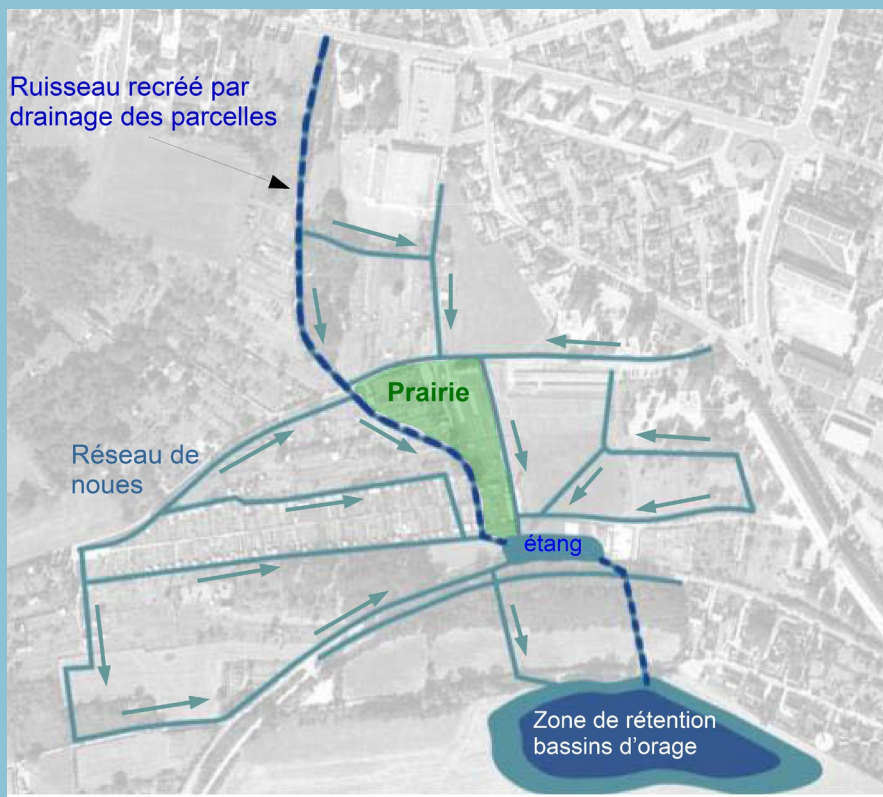 Ruisseau recréé par
drainage des parcelles
Prairie
Réseau de
noues
étang
Zone de rétention
bassins d'orage